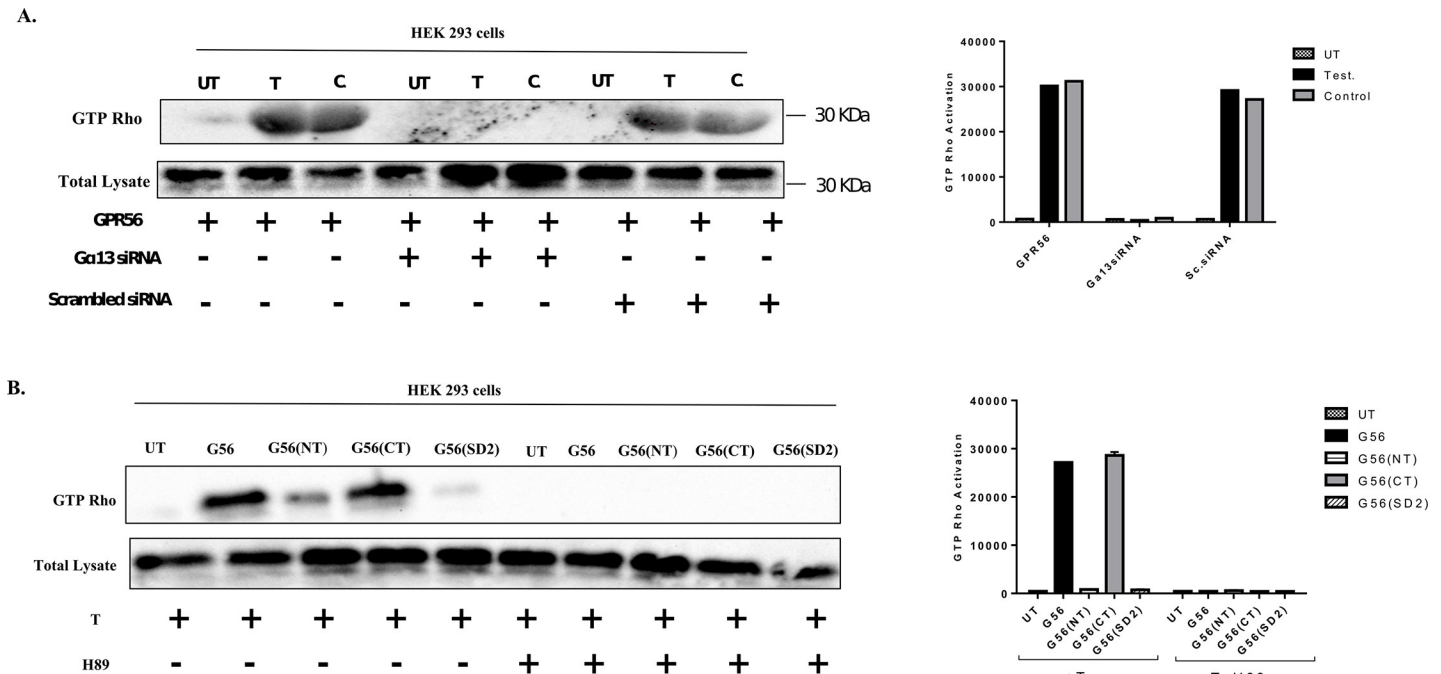 A.
HEK 293 cells
UT T C. UT T C. UT T C.
GTP Rho
30 KDa
Total Lysate
30 KDa
GPR56 + + + + + + + + +
Gα13 siRNA - - - + + + - - -
Scrambled siRNA - - - - - - + + +
GTP Rho Activation
40000
30000
20000
10000
0
GPR56
Ga13siRNA
Sc.siRNA
UT
Test.
Control
B.
HEK 293 cells
UT G56 G56(NT) G56(CT) G56(SD2) UT G56 G56(NT) G56(CT) G56(SD2)
GTP Rho
Total Lysate
T + + + + + + + + + +
H89 - - - - - + + + + +
GTP Rho Activation
40000
30000
20000
10000
0
UT G56 G56(NT) G56(CT) G56(SD2) UT G56 G56(NT) G56(CT) G56(SD2)
UT
G56
G56(NT)
G56(CT)
G56(SD2)